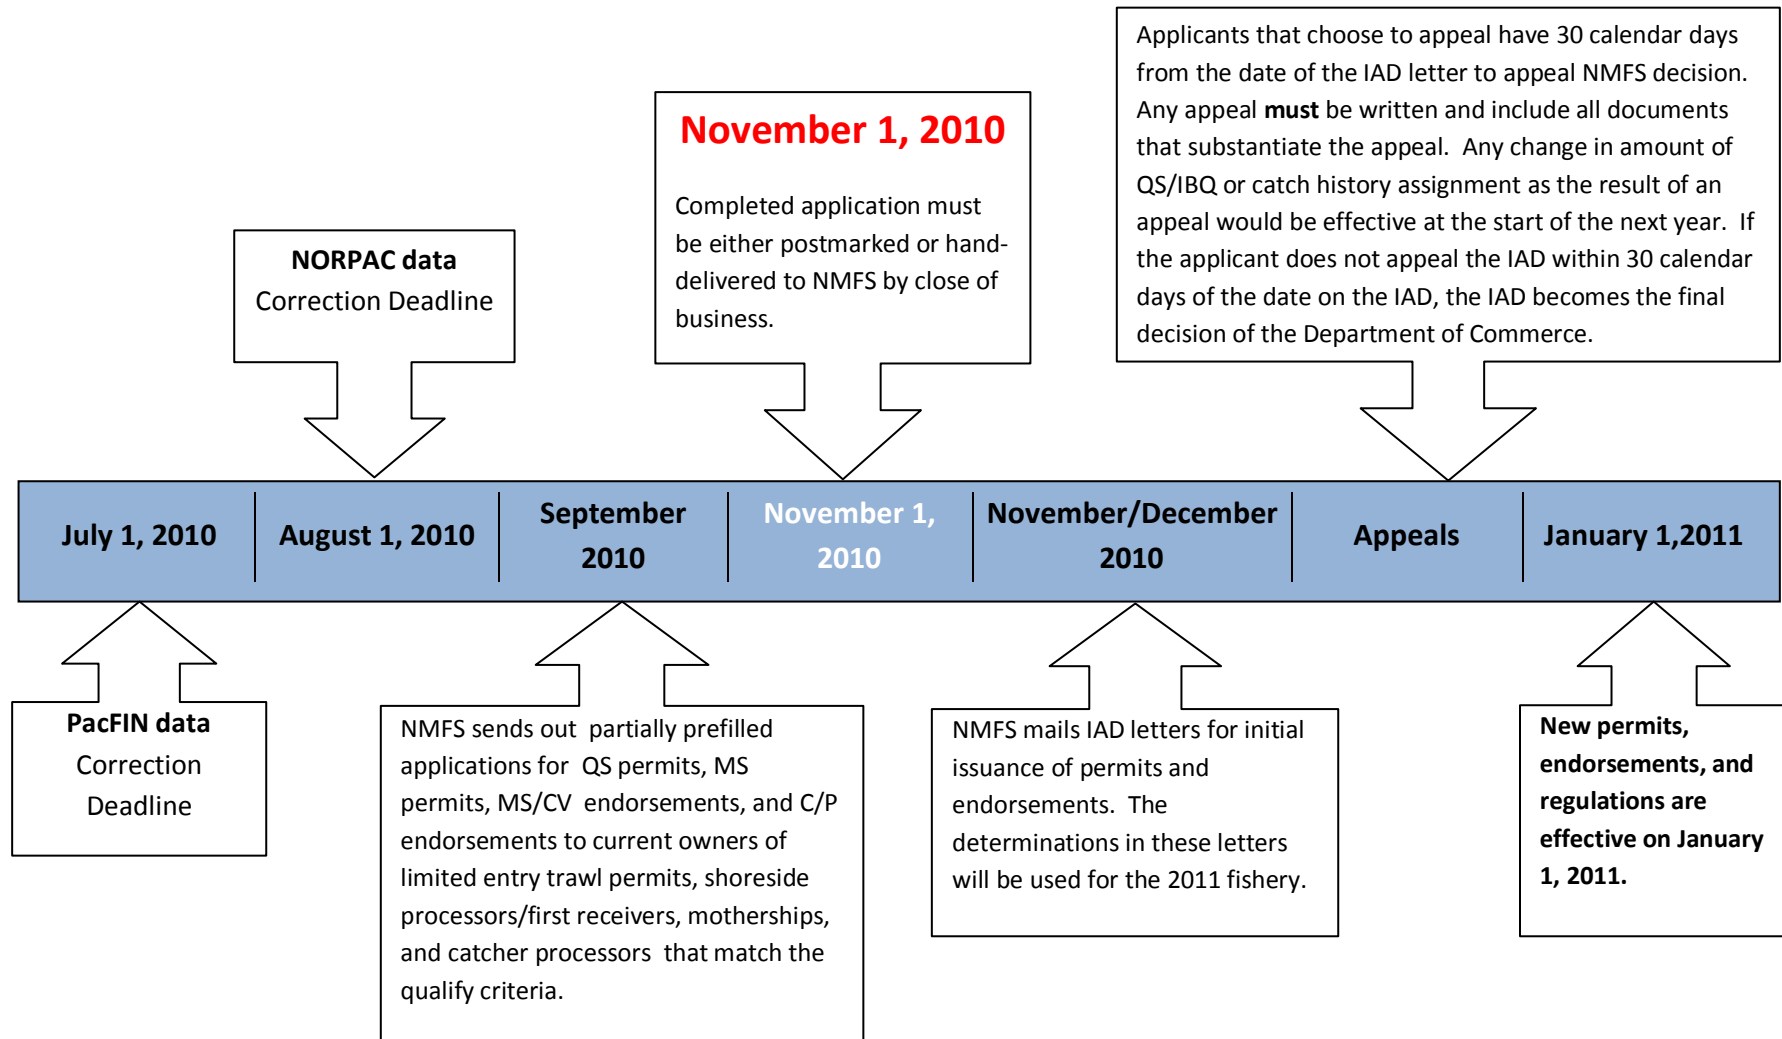 Applicants that choose to appeal have 30 calendar days
from the date of the IAD letter to appeal NMFS decision.
Any appeal must be written and include all documents
that substantiate the appeal.  Any change in amount of
QS/IBQ or catch history assignment as the result of an
appeal would be effective at the start of the next year.  If
the applicant does not appeal the IAD within 30 calendar
days of the date on the IAD, the IAD becomes the final
decision of the Department of Commerce.
November 1, 2010
Completed application must
be either postmarked or hand-
delivered to NMFS by close of
business.
NORPAC data
Correction Deadline
July 1, 2010
August 1, 2010
September
2010
November 1,
2010
November/December
2010
Appeals
January 1,2011
PacFIN data
Correction
Deadline
NMFS sends out  partially prefilled
applications for  QS permits, MS
permits, MS/CV  endorsements, and C/P
endorsements to current owners of
limited entry trawl permits, shoreside
processors/first receivers, motherships,
and catcher processors  that match the
qualify criteria.
NMFS mails IAD letters for initial
issuance of permits and
endorsements.  The
determinations in these letters
will be used for the 2011 fishery.
New permits,
endorsements, and
regulations are
effective on January
1, 2011.